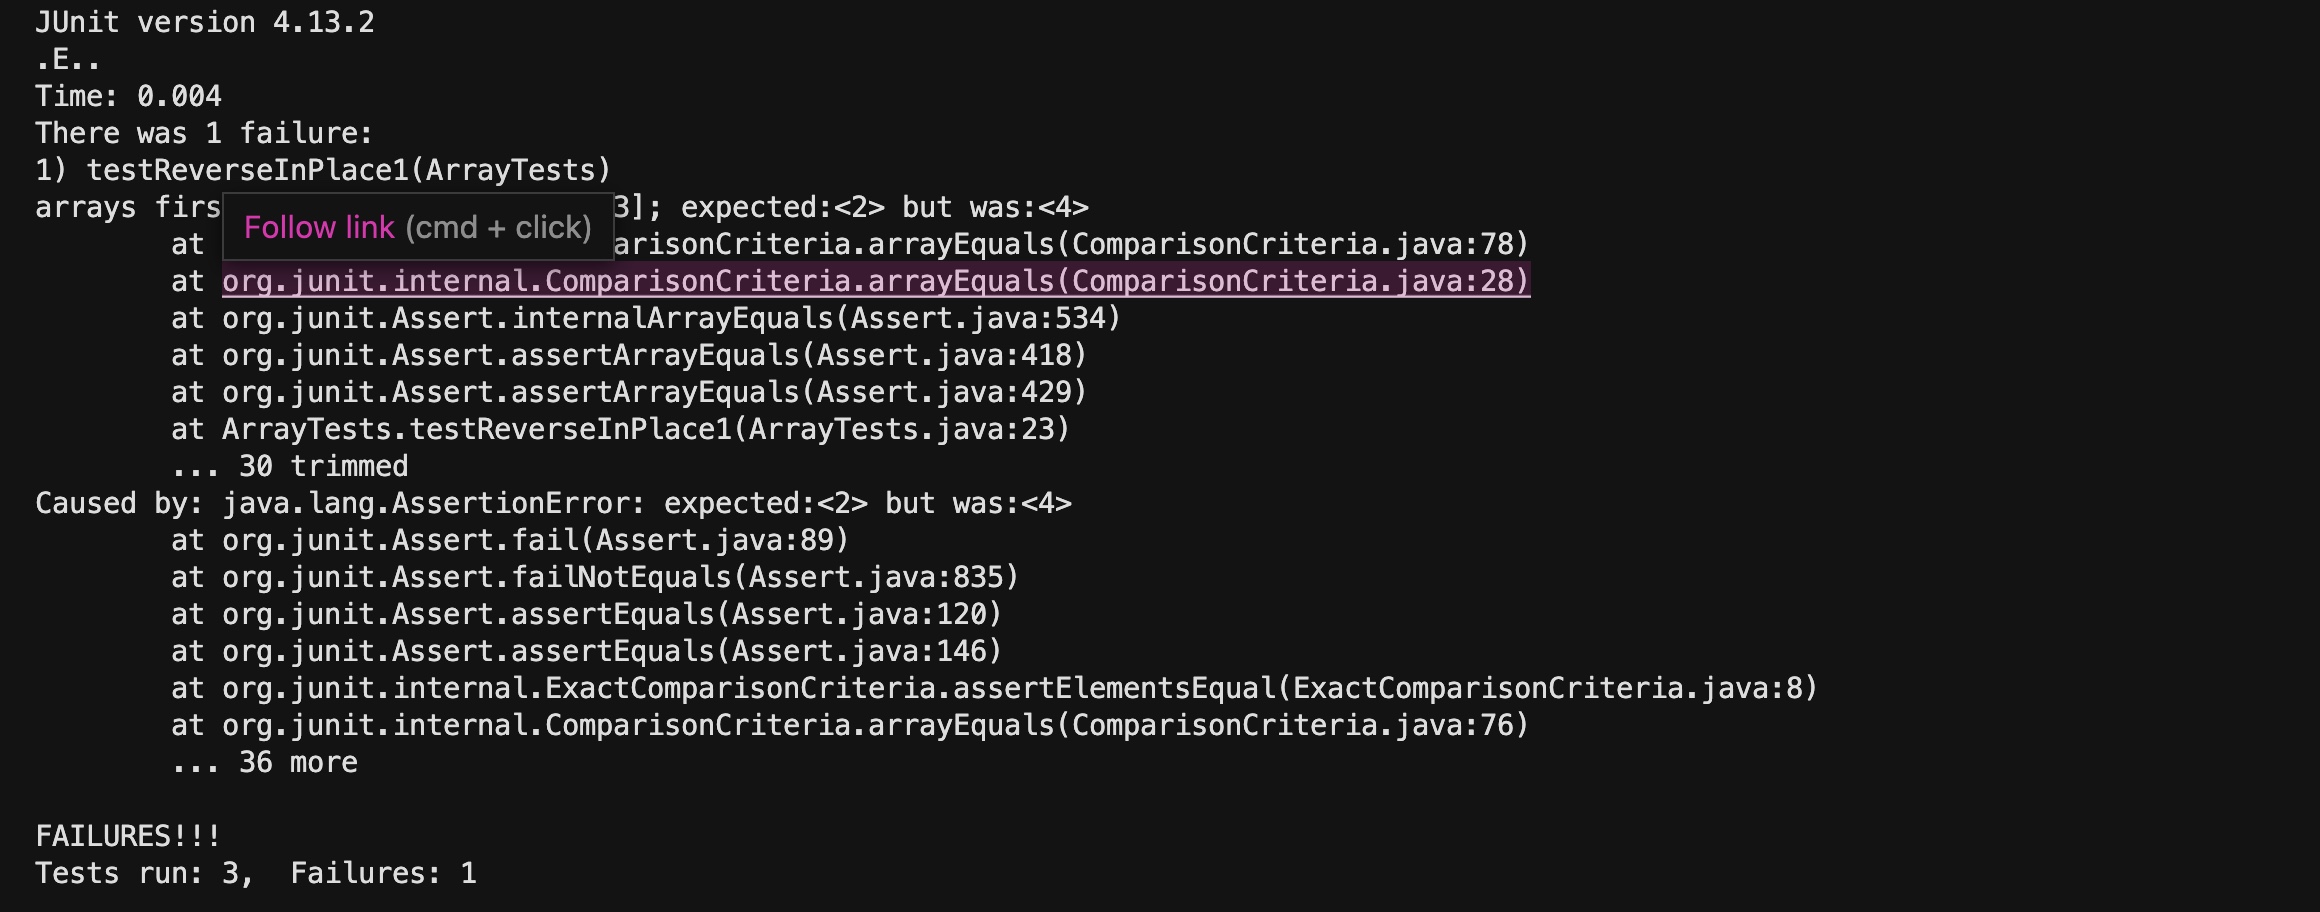 JUnit version 4.13.2
.E..
Time: 0.004
There was 1 failure:
1) testReverseInPlace1(ArrayTests)
arrays firs 3]; expected:<2> but was:<4>
Follow link (cmd + click)
at arisonCriteria.arrayEquals(ComparisonCriteria.java:78)
at org.junit.internal.ComparisonCriteria.arrayEquals(ComparisonCriteria.java:28)
at org.junit.Assert.internalArrayEquals(Assert.java:534)
at org.junit.Assert.assertArrayEquals(Assert.java:418)
at org.junit.Assert.assertArrayEquals(Assert.java:429)
at ArrayTests.testReverseInPlace1(ArrayTests.java:23)
... 30 trimmed
Caused by: java.lang.AssertionError: expected:<2> but was:<4>
at org.junit.Assert.fail(Assert.java:89)
at org.junit.Assert.failNotEquals(Assert.java:835)
at org.junit.Assert.assertEquals(Assert.java:120)
at org.junit.Assert.assertEquals(Assert.java:146)
at org.junit.internal.ExactComparisonCriteria.assertElementsEqual(ExactComparisonCriteria.java:8)
at org.junit.internal.ComparisonCriteria.arrayEquals(ComparisonCriteria.java:76)
... 36 more
FAILURES!!!
Tests run: 3,  Failures: 1